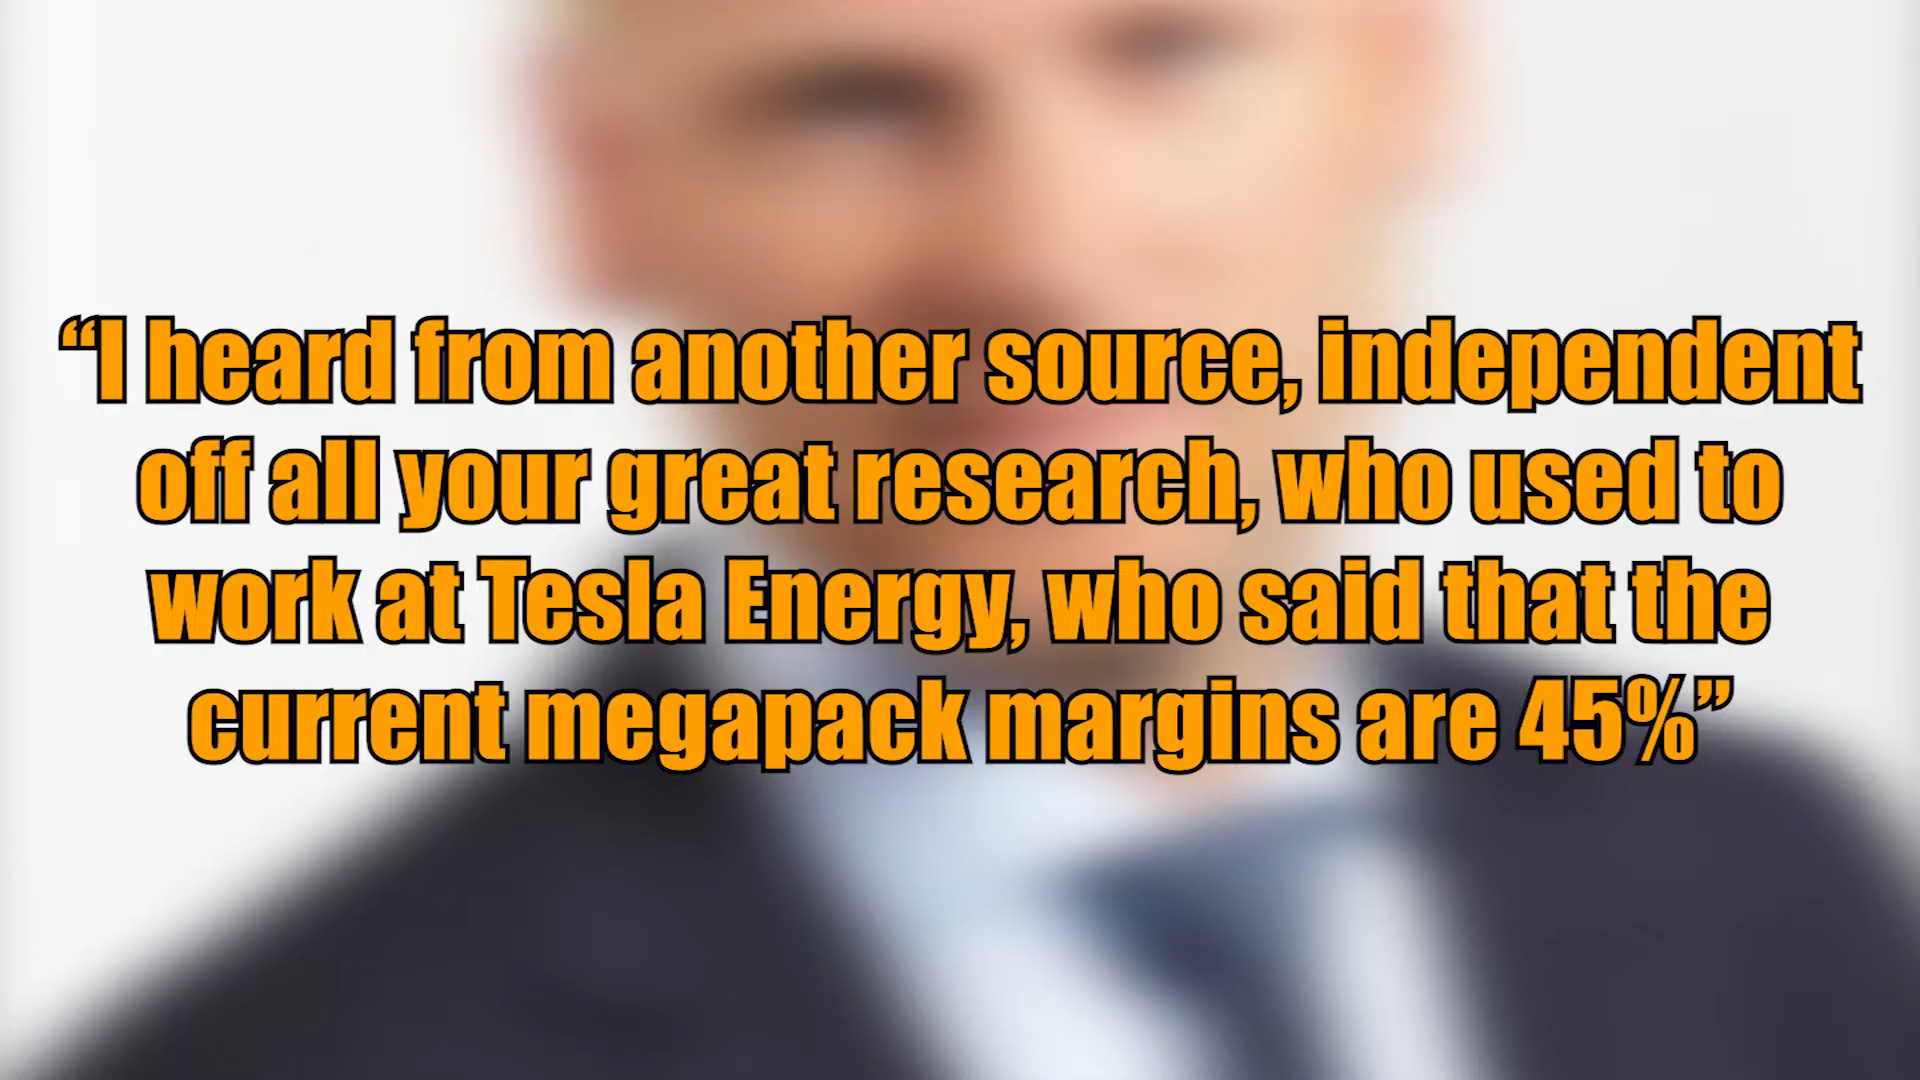 “I heard from another source, independent
off all your great research, who used to
work at Tesla Energy, who said that the
current megapack margins are 45%”